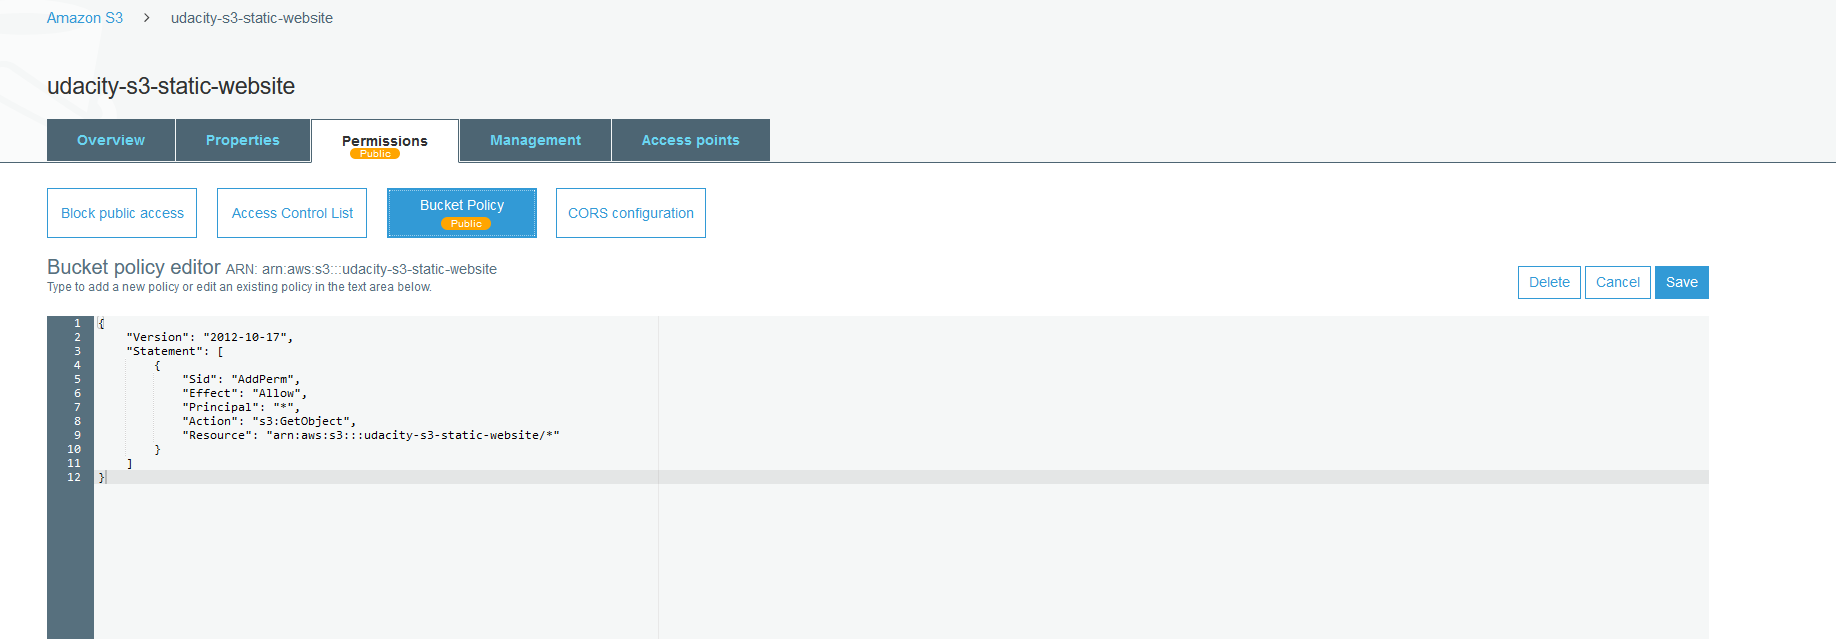 Amazon S3 > udacity-s3-static-website
udacity-s3-static-website
Overview Properties Permissions Public Management Access points
Block public access Access Control List Bucket Policy Public CORS configuration
Bucket policy editor ARN: arn:aws:s3:::udacity-s3-static-website
Type to add a new policy or edit an existing policy in the text area below.
Delete Cancel Save
1 {
2 "Version": "2012-10-17",
3 "Statement": [
4 {
5 "Sid": "AddPerm",
6 "Effect": "Allow",
7 "Principal": "*",
8 "Action": "s3:GetObject",
9 "Resource": "arn:aws:s3:::udacity-s3-static-website/*"
10 }
11 ]
12 }